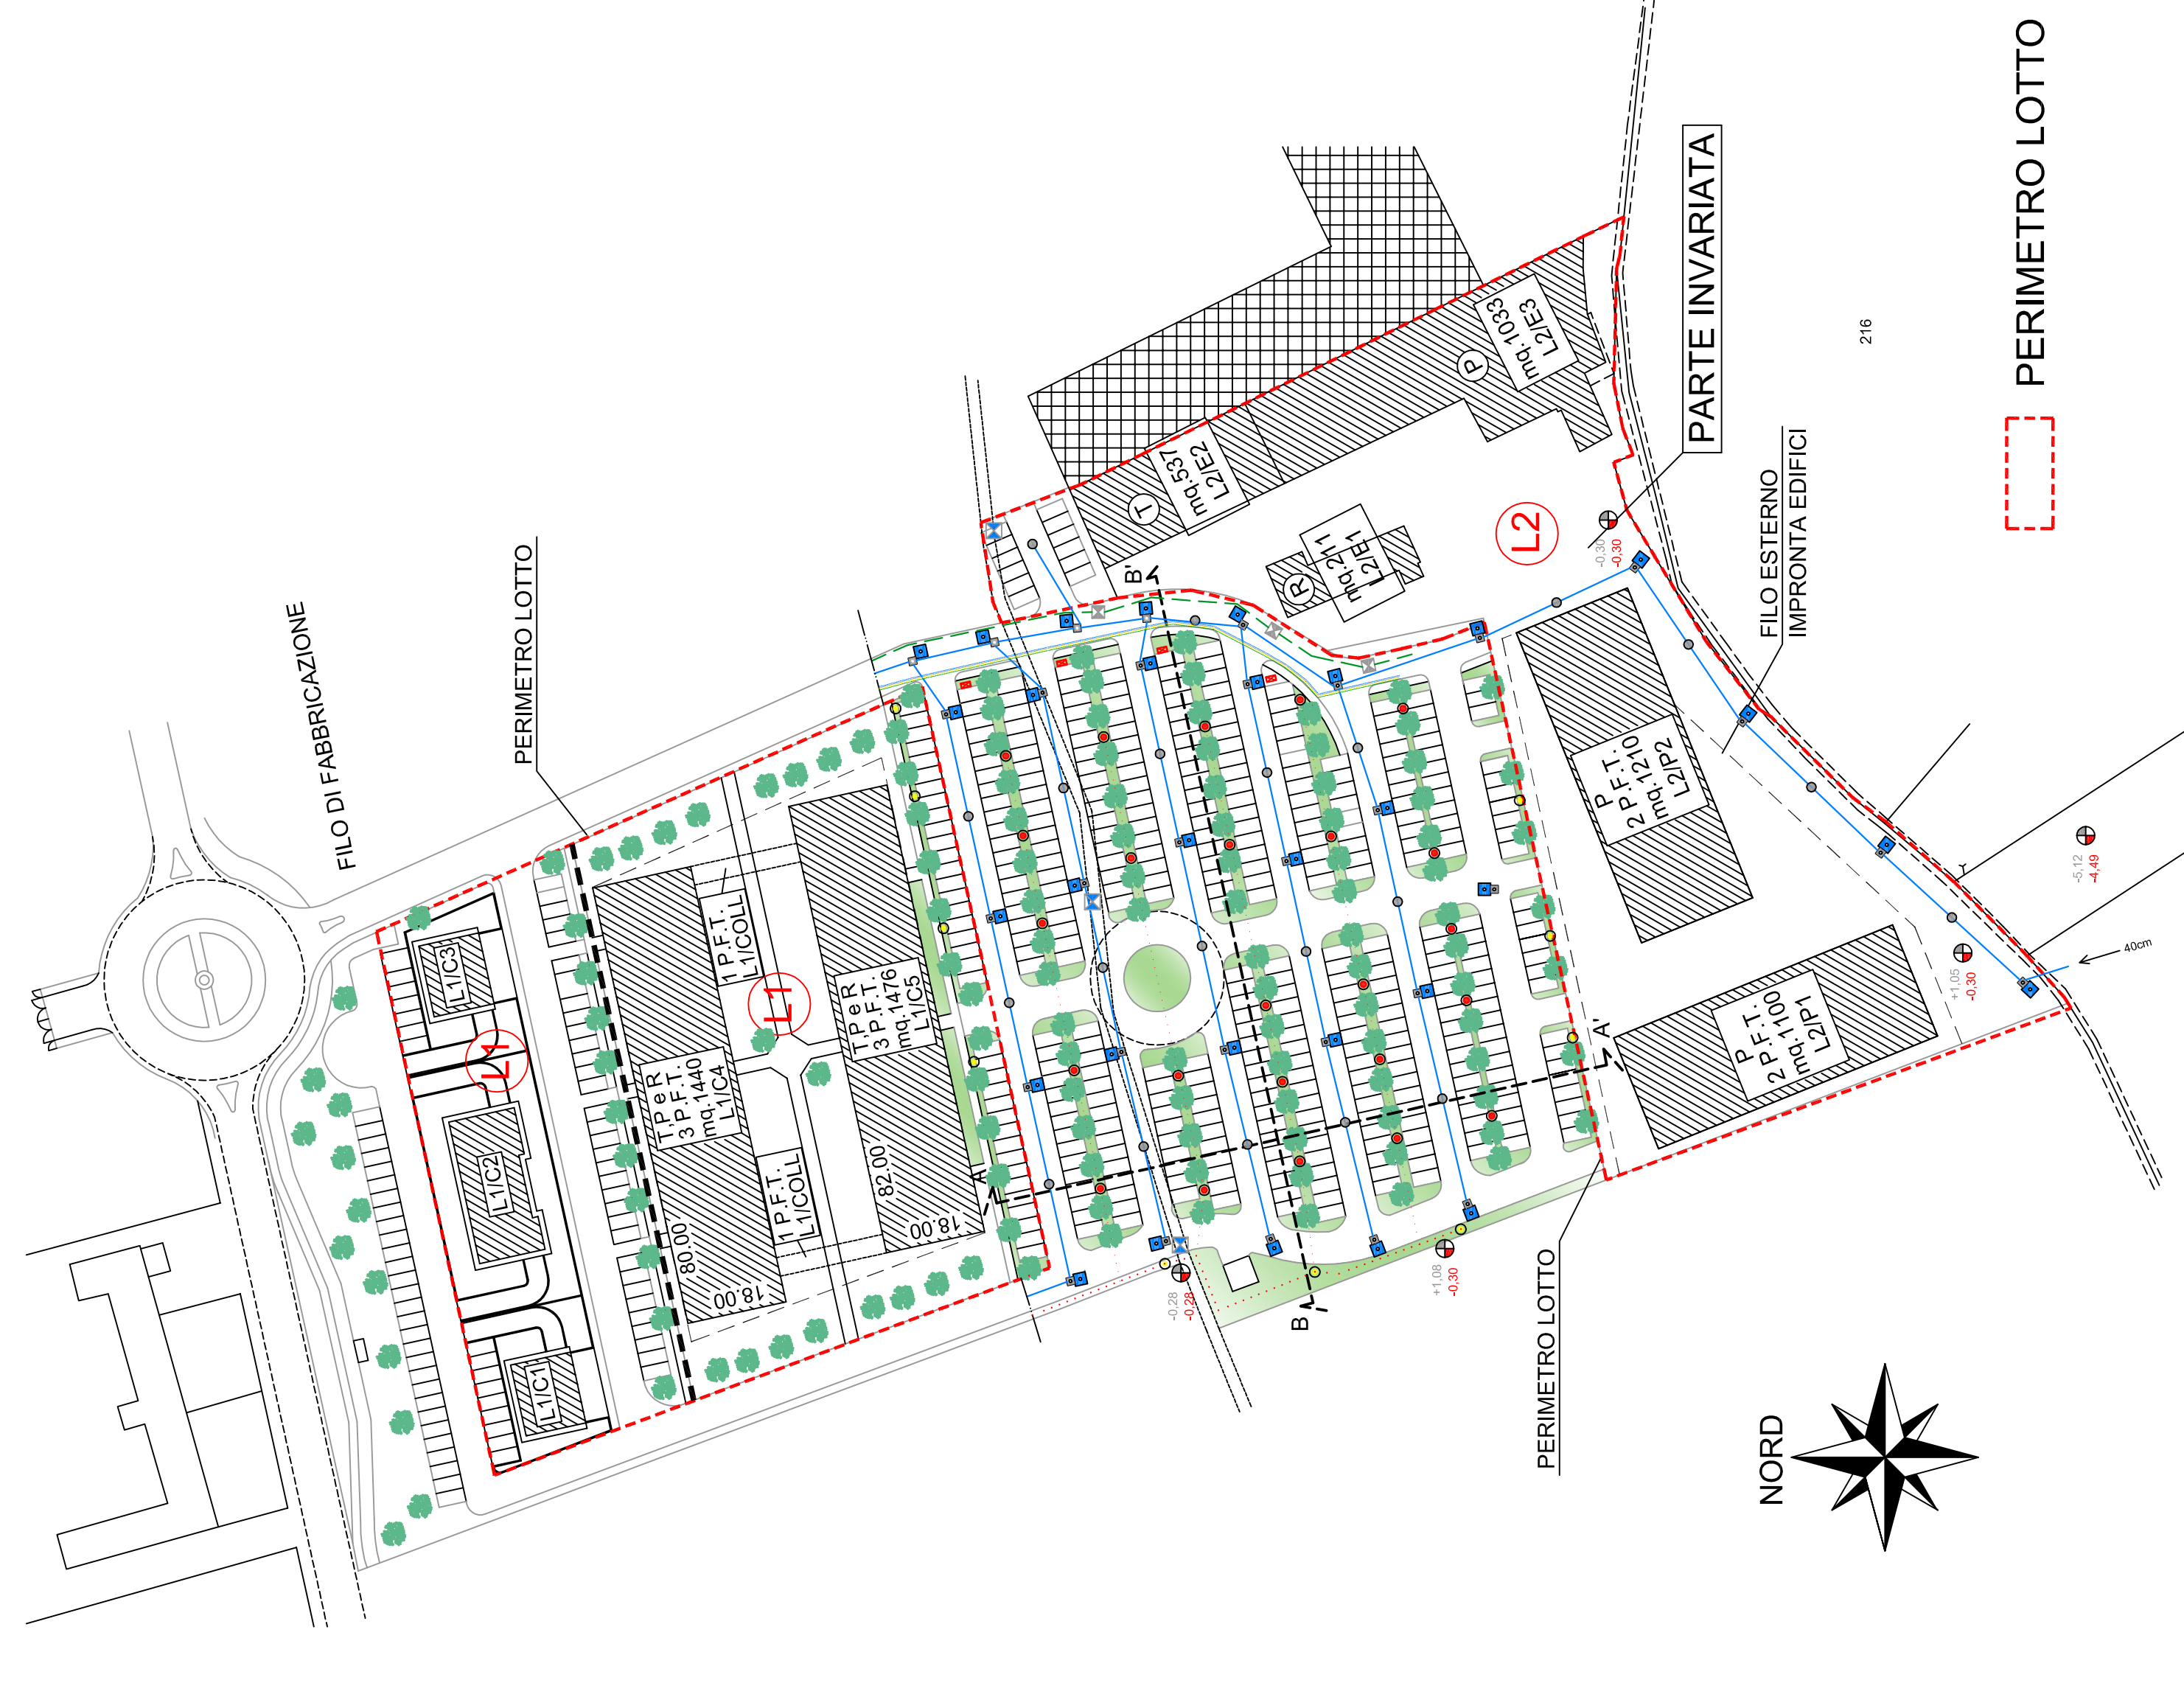 FILO DI FABBRICAZIONE
PERIMETRO LOTTO
L1/C3
L1
L1/C2
L1/C1
1 P.F.T.
L1/COLL
L1
T,P e R
3 P.F.T.
mq.1440
L1/C4
T,P e R
3 P.F.T.
mq.1476
L1/C5
1 P.F.T.
L1/COLL
80.00
18.00
82.00
18.00
A
A'
B
B'
T
mq.537
L2/E2
P
mq.1033
L2/E3
R
mq.211
L2/E1
L2
PARTE INVARIATA
216
PERIMETRO LOTTO
FILO ESTERNO
IMPRONTA EDIFICI
P
2 P.F.T.
mq.1210
L2/P2
P
2 P.F.T.
mq.1100
L2/P1
-0,30
-0,30
-5,12
-4,49
+1,05
-0,30
40cm
-0,28
-0,28
+1,08
-0,30
PERIMETRO LOTTO
NORD